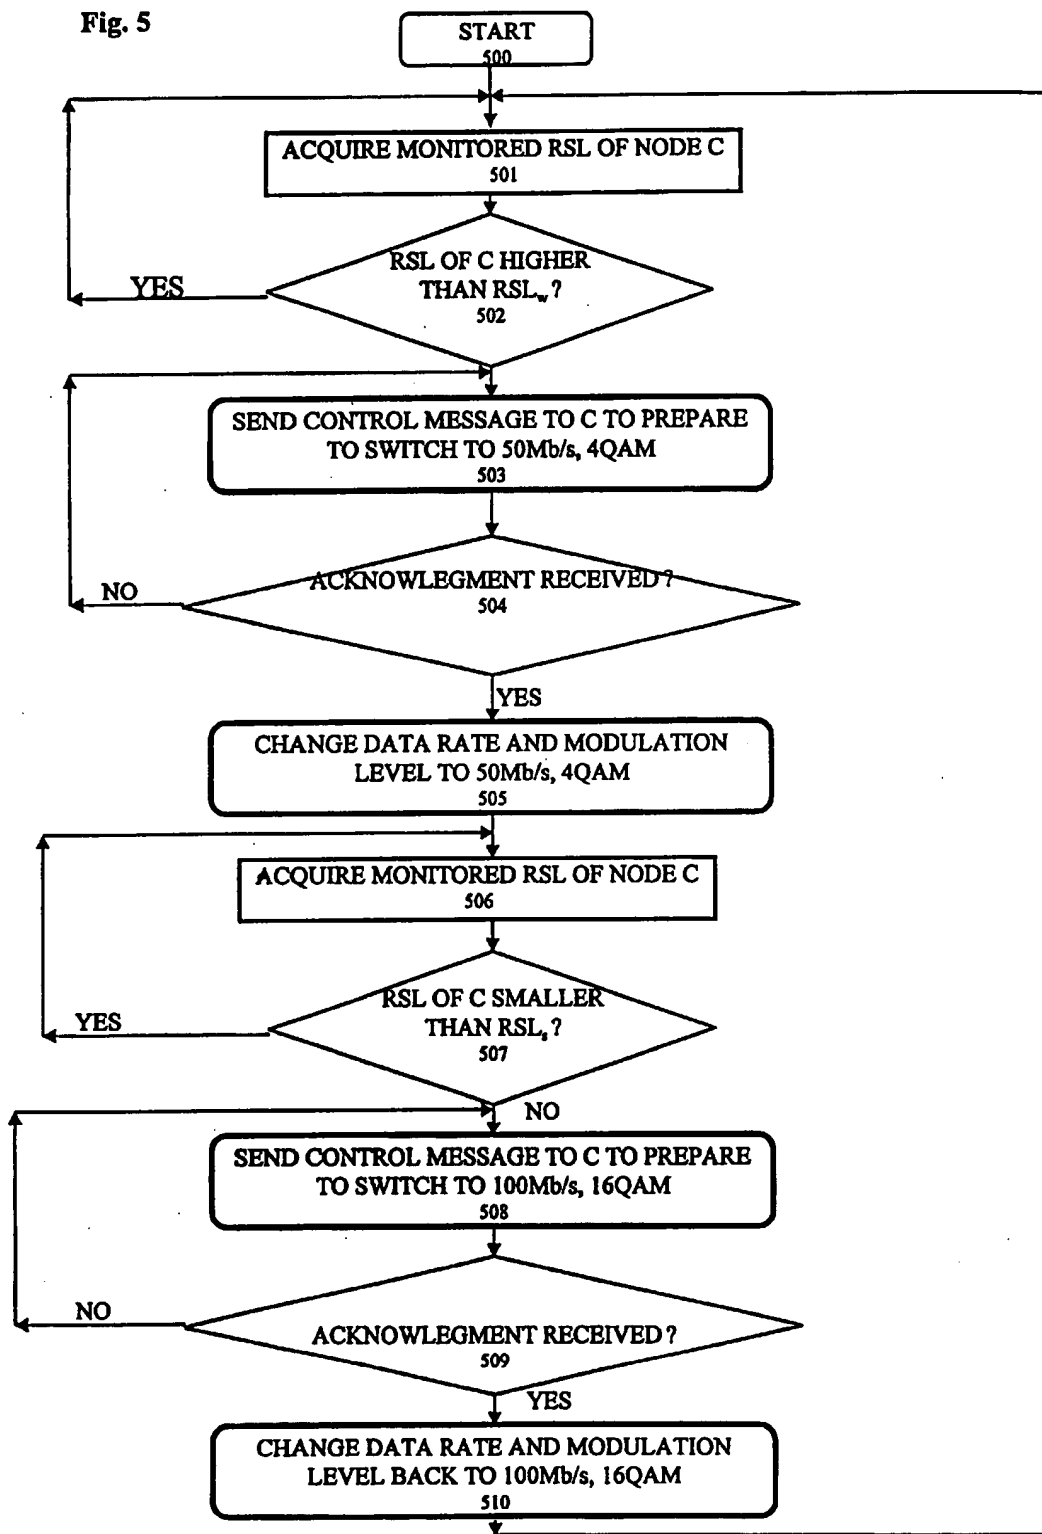 Fig. 5
START
500
ACQUIRE MONITORED RSL OF NODE C
501
RSL OF C HIGHER
THAN RSLw ?
502
YES
SEND CONTROL MESSAGE TO C TO PREPARE
TO SWITCH TO 50Mb/s, 4QAM
503
ACKNOWLEGMENT RECEIVED ?
504
NO
YES
CHANGE DATA RATE AND MODULATION
LEVEL TO 50Mb/s, 4QAM
505
ACQUIRE MONITORED RSL OF NODE C
506
RSL OF C SMALLER
THAN RSLs ?
507
YES
NO
SEND CONTROL MESSAGE TO C TO PREPARE
TO SWITCH TO 100Mb/s, 16QAM
508
NO
ACKNOWLEGMENT RECEIVED ?
509
YES
CHANGE DATA RATE AND MODULATION
LEVEL BACK TO 100Mb/s, 16QAM
510